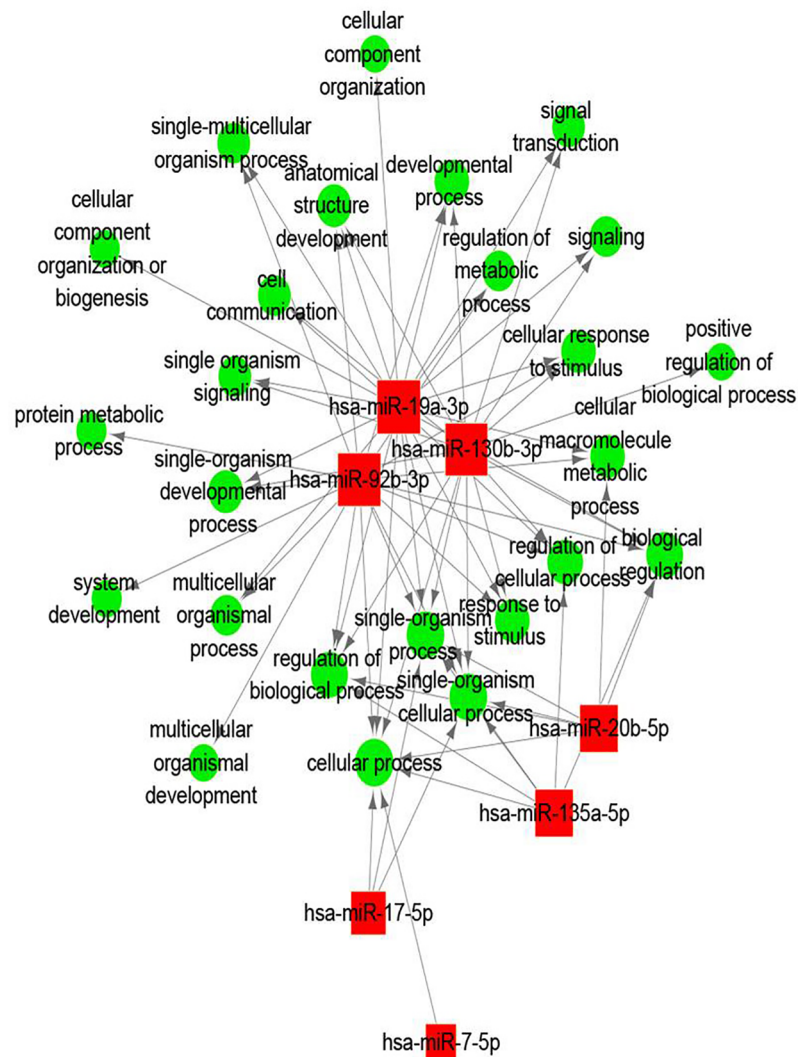 cellular
component
organization
single-multicellular
organism process
signal
transduction
anatomical
structure
development
developmental
process
cellular
component
organization or
biogenesis
regulation of
metabolic
process
signaling
cell
communication
cellular response
to stimulus
positive
regulation of
biological process
single organism
signaling
hsa-miR-19a-3p
protein metabolic
process
hsa-miR-130b-3p
cellular
macromolecule
metabolic
process
single-organism
developmental
process
hsa-miR-92b-3p
regulation of
cellular process
biological
regulation
system
development
multicellular
organismal
process
single-organism
process
response to
stimulus
regulation of
biological process
single-organism
cellular process
hsa-miR-20b-5p
multicellular
organismal
development
cellular process
hsa-miR-135a-5p
hsa-miR-17-5p
hsa-miR-7-5p